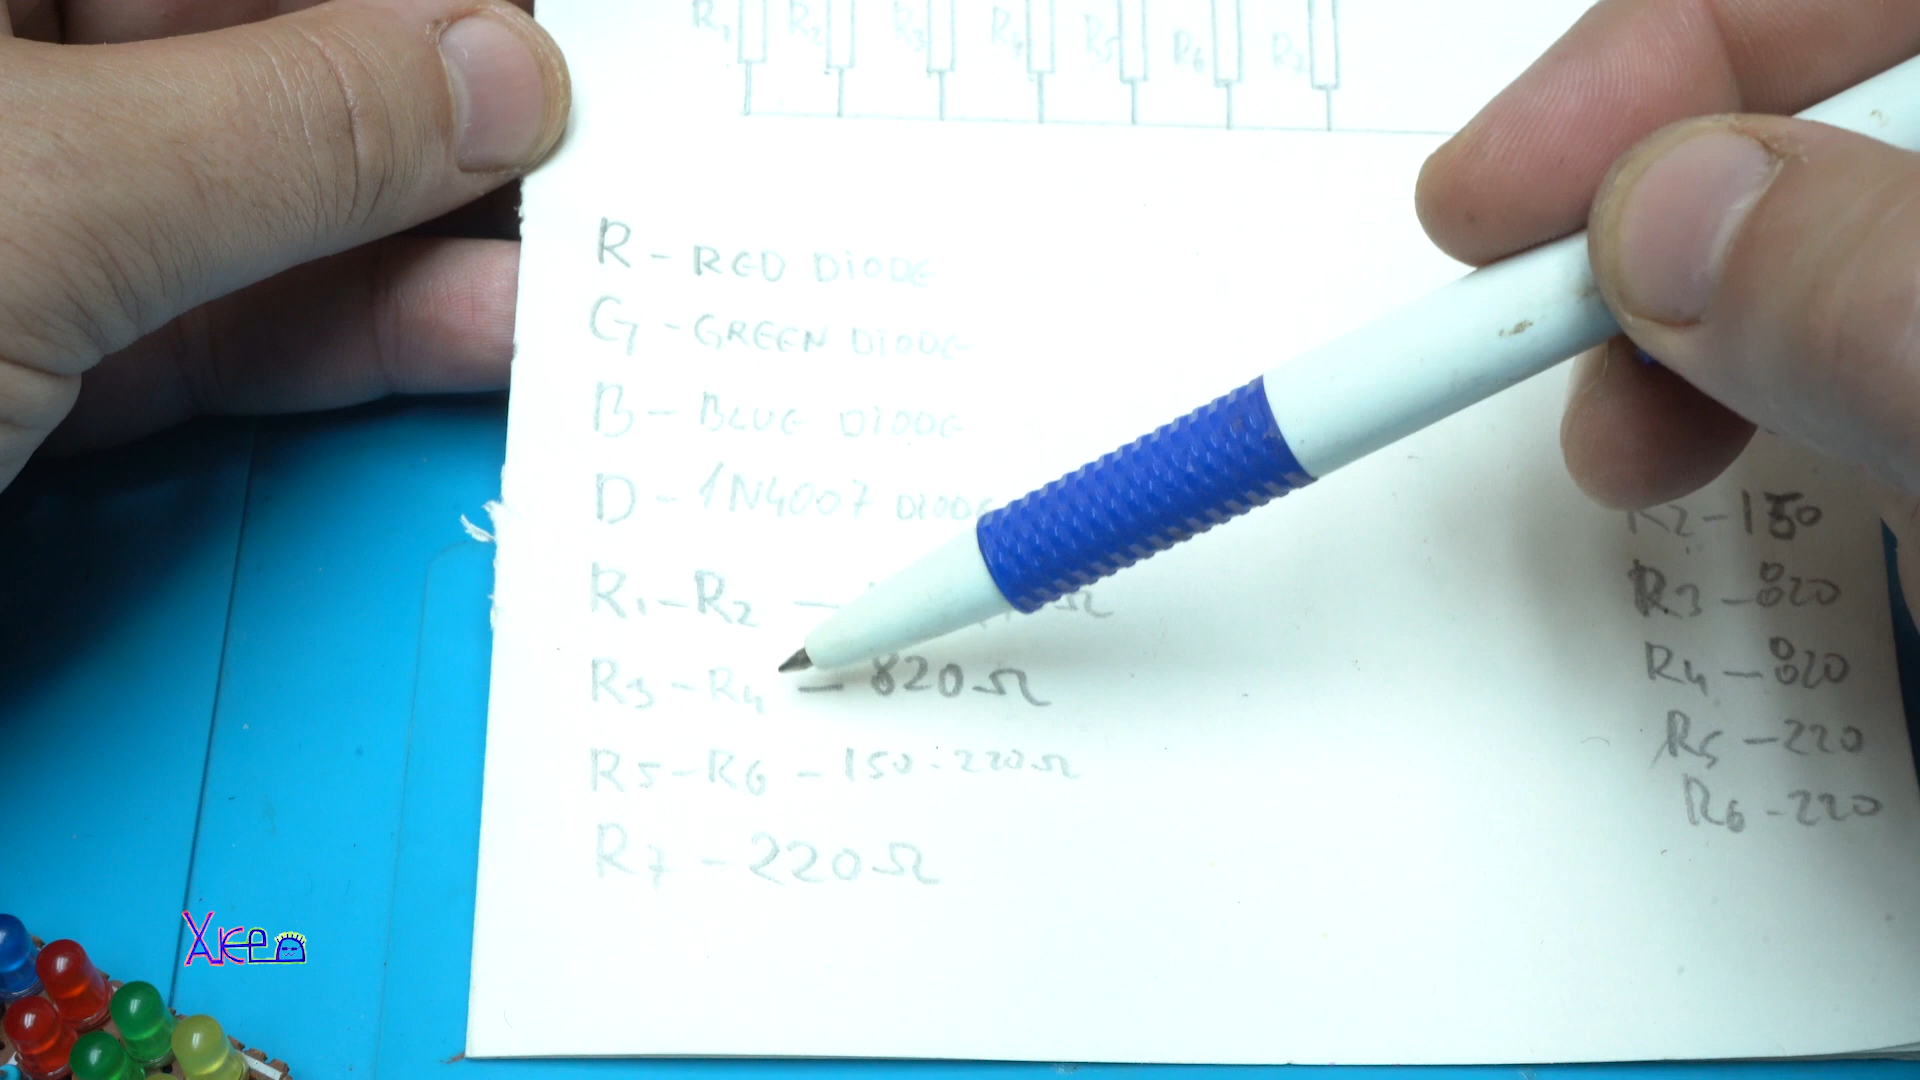 R1 R2 R3 R4 R5 R6
R - RED DIODE
G - GREEN DIODE
B - BLUE DIODE
D - 1N4007 DIODE
R1 - R2 - Ω
R3 - R4 - 820Ω
R5 - R6 - 150-220Ω
R7 - 220Ω
R2 - 150
R3 - 820
R4 - 820
R5 - 220
R6 - 220